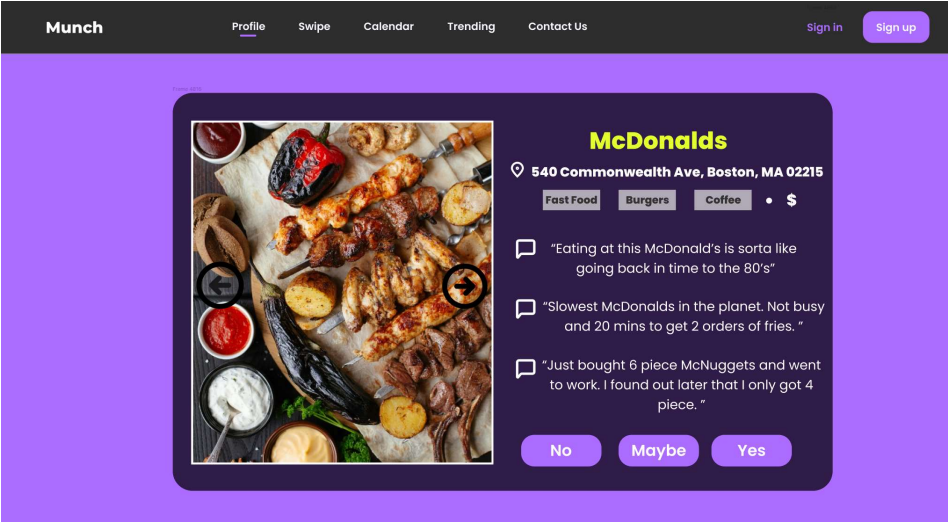 Munch
Profile
Swipe
Calendar
Trending
Contact Us
Sign in
Sign up
McDonalds
540 Commonwealth Ave, Boston, MA 02215
Fast Food
Burgers
Coffee
• $
“Eating at this McDonald’s is sorta like
going back in time to the 80’s”
“Slowest McDonalds in the planet. Not busy
and 20 mins to get 2 orders of fries. ”
“Just bought 6 piece McNuggets and went
to work. I found out later that I only got 4
piece. ”
No
Maybe
Yes